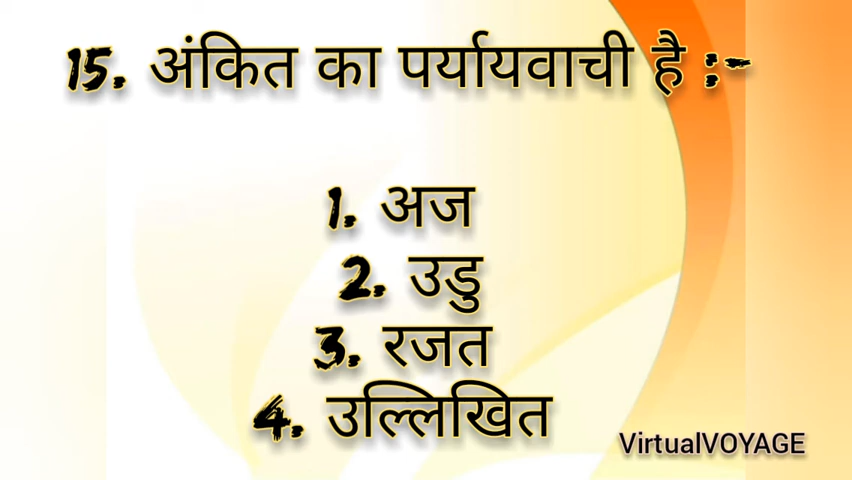 15. अंकित का पर्यायवाची है :-
1. अज
2. उडु
3. रजत
4. उल्लिखित
VirtualVOYAGE